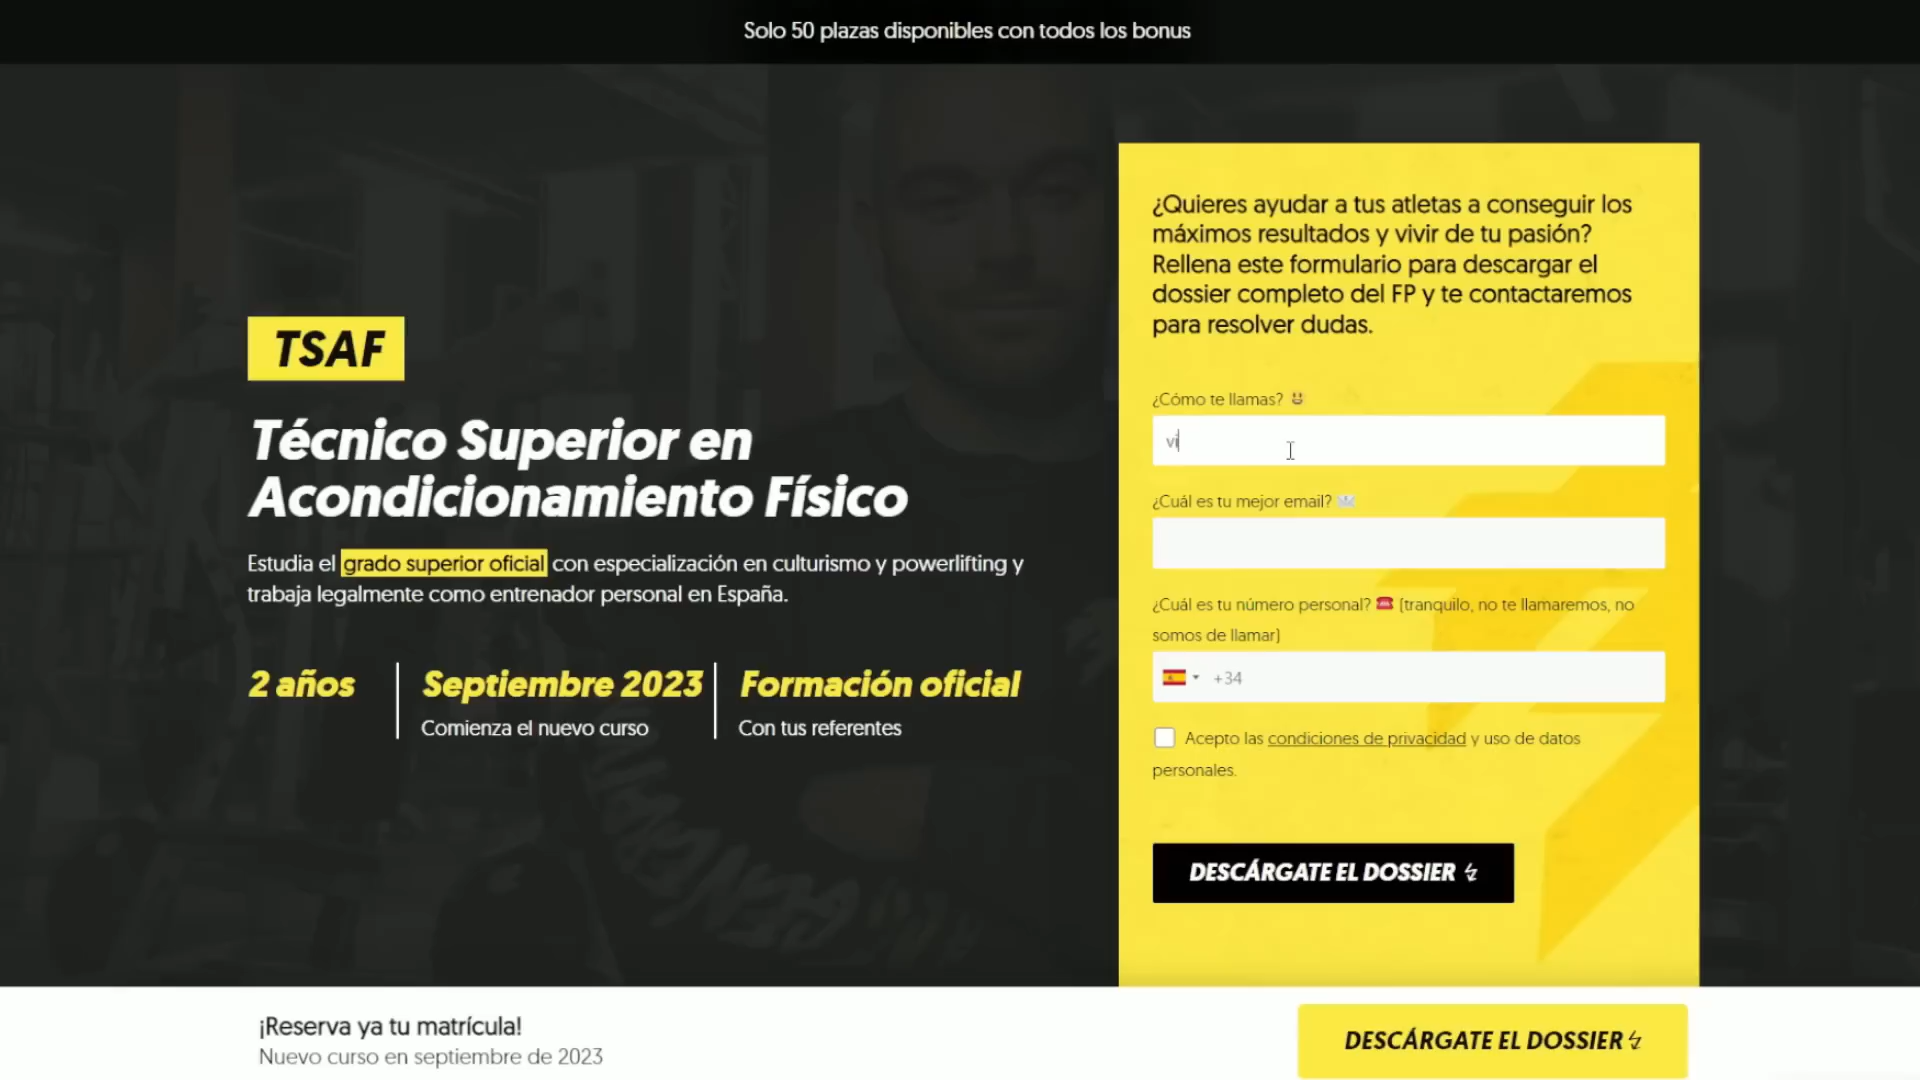 Solo 50 plazas disponibles con todos los bonus
TSAF
Técnico Superior en
Acondicionamiento Físico
Estudia el grado superior oficial con especialización en culturismo y powerlifting y
trabaja legalmente como entrenador personal en España.
2 años
Septiembre 2023
Comienza el nuevo curso
Formación oficial
Con tus referentes
¿Quieres ayudar a tus atletas a conseguir los
máximos resultados y vivir de tu pasión?
Rellena este formulario para descargar el
dossier completo del FP y te contactaremos
para resolver dudas.
¿Cómo te llamas? 😃
vi
¿Cuál es tu mejor email? ✉️
¿Cuál es tu número personal? ☎️ (tranquilo, no te llamaremos, no
somos de llamar)
+34
Acepto las condiciones de privacidad y uso de datos
personales.
DESCÁRGATE EL DOSSIER ↯
¡Reserva ya tu matrícula!
Nuevo curso en septiembre de 2023
DESCÁRGATE EL DOSSIER ↯